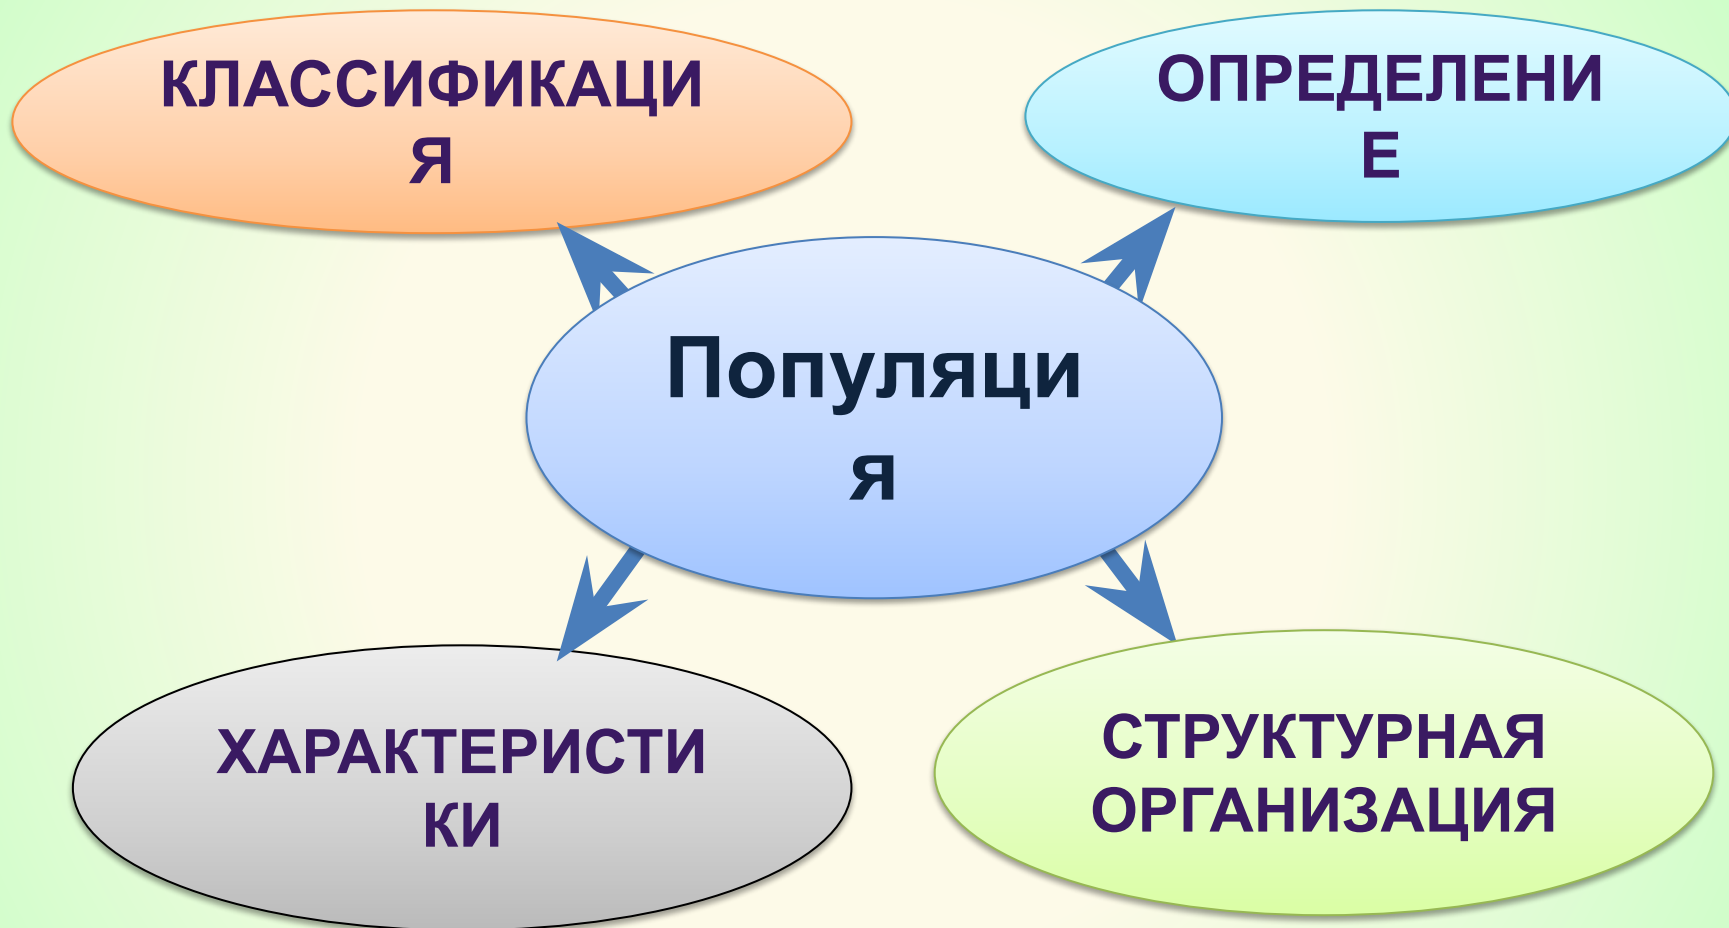 КЛАССИФИКАЦИ
Я
ОПРЕДЕЛЕНИ
Е
Популяци
я
ХАРАКТЕРИСТИ
КИ
СТРУКТУРНАЯ
ОРГАНИЗАЦИЯ